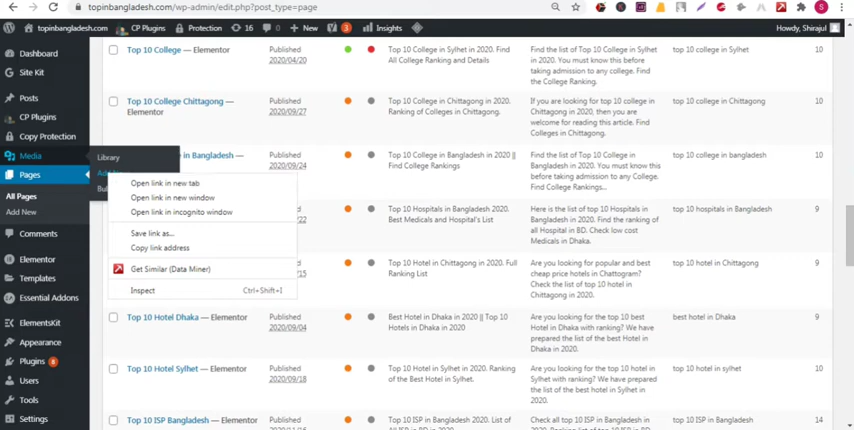 topinbangladesh.com/wp-admin/edit.php?post_type=page
S
topinbangladesh.com CP Plugins Protection 16 0 + New 3 Insights
Howdy, Shirajul
Dashboard
Site Kit
Posts
CP Plugins
Copy Protection
Media
Pages
All Pages
Add New
Comments
Elementor
Templates
Essential Addons
ElementsKit
Appearance
Plugins 8
Users
Tools
Settings
Library
Open link in new tab
Open link in new window
Open link in incognito window
Save link as...
Copy link address
Get Similar (Data Miner)
Inspect Ctrl+Shift+I
Top 10 College — Elementor
Published
2020/04/20
Top 10 College in Sylhet in 2020. Find
All College Ranking and Details
Find the list of Top 10 College in Sylhet
in 2020. You must know this before
taking admission to any college. Find
the College Ranking.
top 10 college in Sylhet
10
Top 10 College Chittagong —
Elementor
Published
2020/09/27
Top 10 College in Chittagong in 2020.
Ranking of Colleges in Chittagong.
If you are looking for top 10 college in
Chittagong in 2020, then you are
welcome for reading this article. Find
Colleges in Chittagong.
top 10 college in Chittagong
10
in Bangladesh —
Published
2020/09/24
Top 10 College in Bangladesh in 2020 ||
Find College Rankings
Find the list of Top 10 College in
Bangladesh in 2020. You must know this
before taking admission to any college.
Find College Rankings...
top 10 college in bangladesh
10
/22
Top 10 Hospitals in Bangladesh 2020.
Best Medicals and Hospital's List
Here is the list of top 10 Hospitals in
Bangladesh in 2020. Find the ranking of
all Hospital in BD. Check low cost
Medicals in Dhaka.
top 10 hospitals in bangladesh
9
/15
Top 10 Hotel in Chittagong in 2020. Full
Ranking List
Are you looking for popular and best
cheap price hotels in Chattogram?
Check the list of top 10 hotel in
Chittagong in 2020.
top 10 hotel in Chittagong
9
Top 10 Hotel Dhaka — Elementor
Published
2020/09/04
Best Hotel in Dhaka in 2020 || Top 10
Hotels in Dhaka in 2020
Are you looking for the top 10 best
Hotel in Dhaka with ranking? We have
prepared the list of the best Hotel in
Dhaka in 2020.
best hotel in Dhaka
9
Top 10 Hotel Sylhet — Elementor
Published
2020/09/18
Top 10 Hotel in Sylhet in 2020. Ranking
of the Best Hotel in Sylhet.
Are you looking for the top 10 hotel in
Sylhet with ranking? We have prepared
the list of the best hotel in Sylhet in
2020.
top 10 hotel in sylhet
10
Top 10 ISP Bangladesh — Elementor
Published
Top 10 ISP in Bangladesh 2020. List of
Check all top 10 ISP in Bangladesh in
top 10 ISP in Bangladesh
14